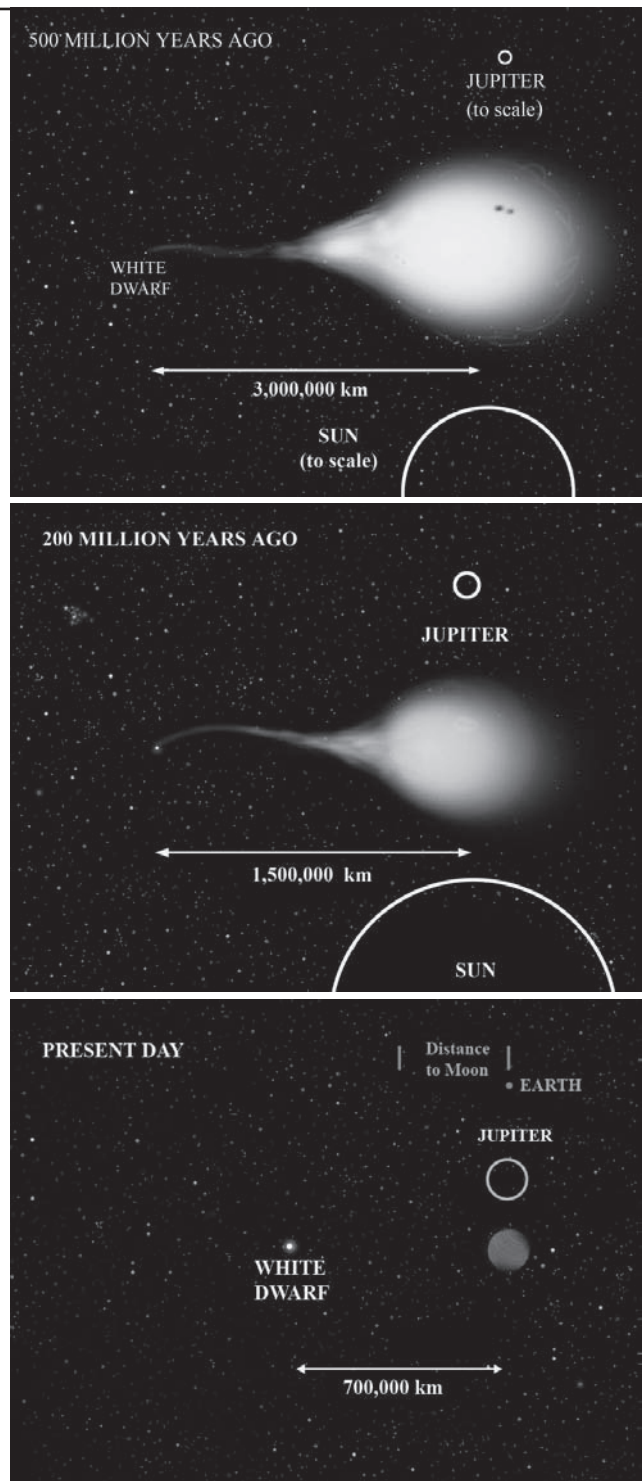 500 MILLION YEARS AGO
JUPITER
(to scale)
WHITE
DWARF
3,000,000 km
SUN
(to scale)
200 MILLION YEARS AGO
JUPITER
1,500,000 km
SUN
PRESENT DAY
Distance
to Moon
EARTH
JUPITER
WHITE
DWARF
700,000 km